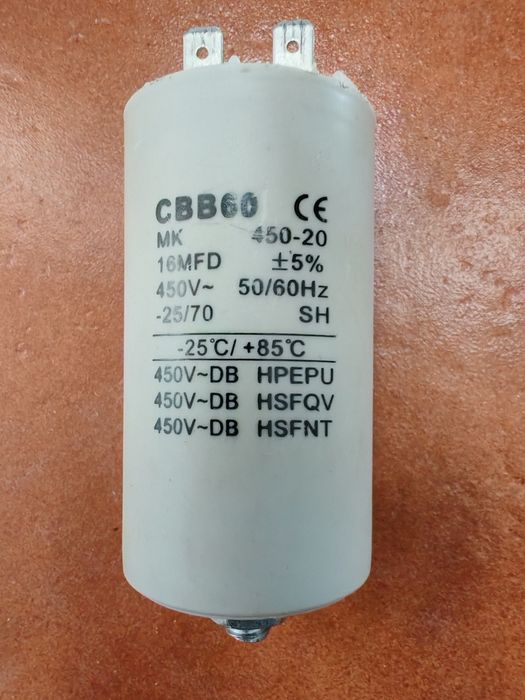 CBB60 CE
MK 450-20
16MFD ±5%
450V~ 50/60Hz
-25/70 SH
-25℃/ +85℃
450V~DB HPEPU
450V~DB HSFQV
450V~DB HSFNT